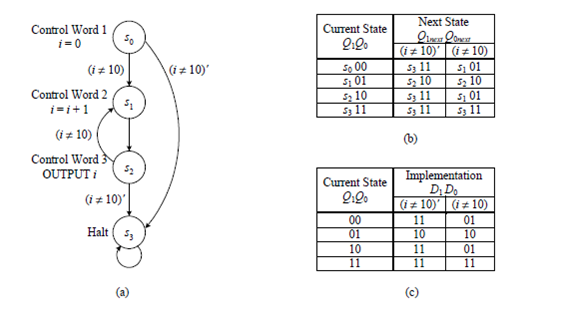 Control Word 1
i = 0
s0
(i ≠ 10)
(i ≠ 10)′
Control Word 2
i = i + 1
s1
(i ≠ 10)
Control Word 3
OUTPUT i
s2
(i ≠ 10)′
Halt
s3
(a)
Current State
Q1Q0
Next State
Q1next Q0next
(i ≠ 10)′ (i ≠ 10)
s0 00 s3 11 s1 01
s1 01 s2 10 s2 10
s2 10 s3 11 s1 01
s3 11 s3 11 s3 11
(b)
Current State
Q1Q0
Implementation
D1 D0
(i ≠ 10)′ (i ≠ 10)
00 11 01
01 10 10
10 11 01
11 11 11
(c)